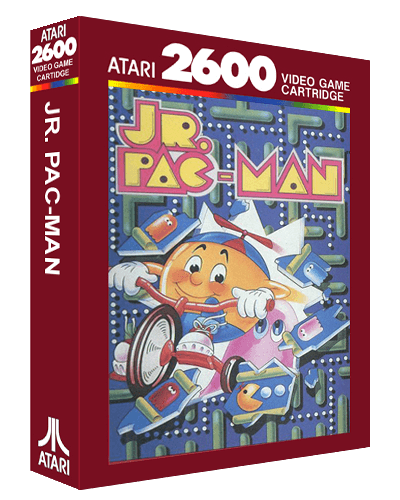 ATARI
2600
VIDEO GAME
CARTRIDGE
JR. PAC-MAN
ATARI
ATARI 2600 VIDEO GAME
CARTRIDGE
JR.
PAC-MAN